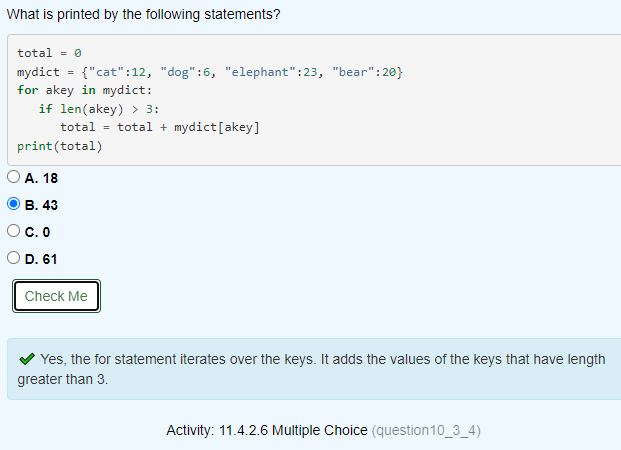 What is printed by the following statements?
total = 0
mydict = {"cat":12, "dog":6, "elephant":23, "bear":20}
for akey in mydict:
   if len(akey) > 3:
      total = total + mydict[akey]
print(total)
A. 18
B. 43
C. 0
D. 61
Check Me
Yes, the for statement iterates over the keys. It adds the values of the keys that have length
greater than 3.
Activity: 11.4.2.6 Multiple Choice (question10_3_4)